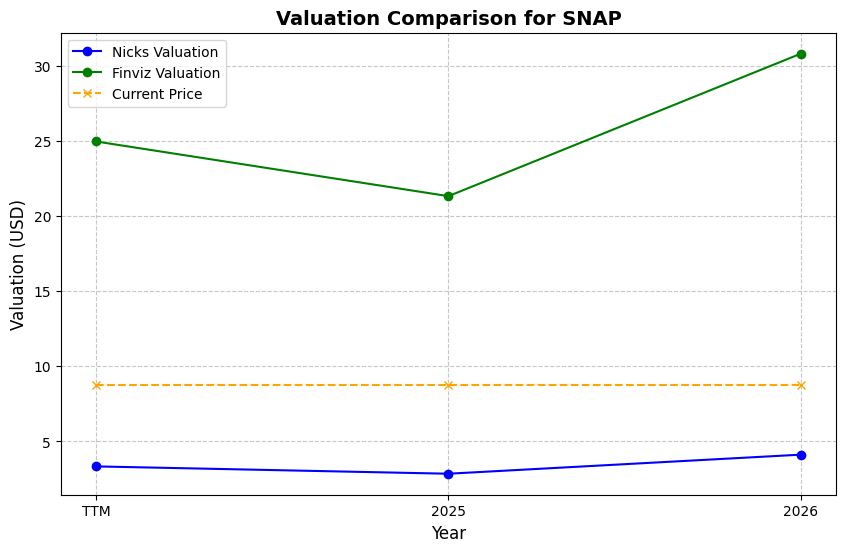 Valuation Comparison for SNAP
Nicks Valuation
Finviz Valuation
Current Price
Valuation (USD)
30
25
20
15
10
5
TTM
2025
2026
Year